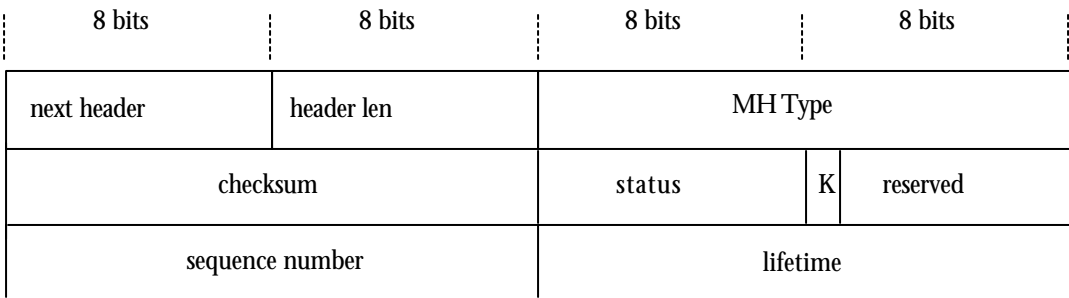 8 bits 8 bits 8 bits 8 bits
next header header len MH Type
checksum status K reserved
sequence number lifetime